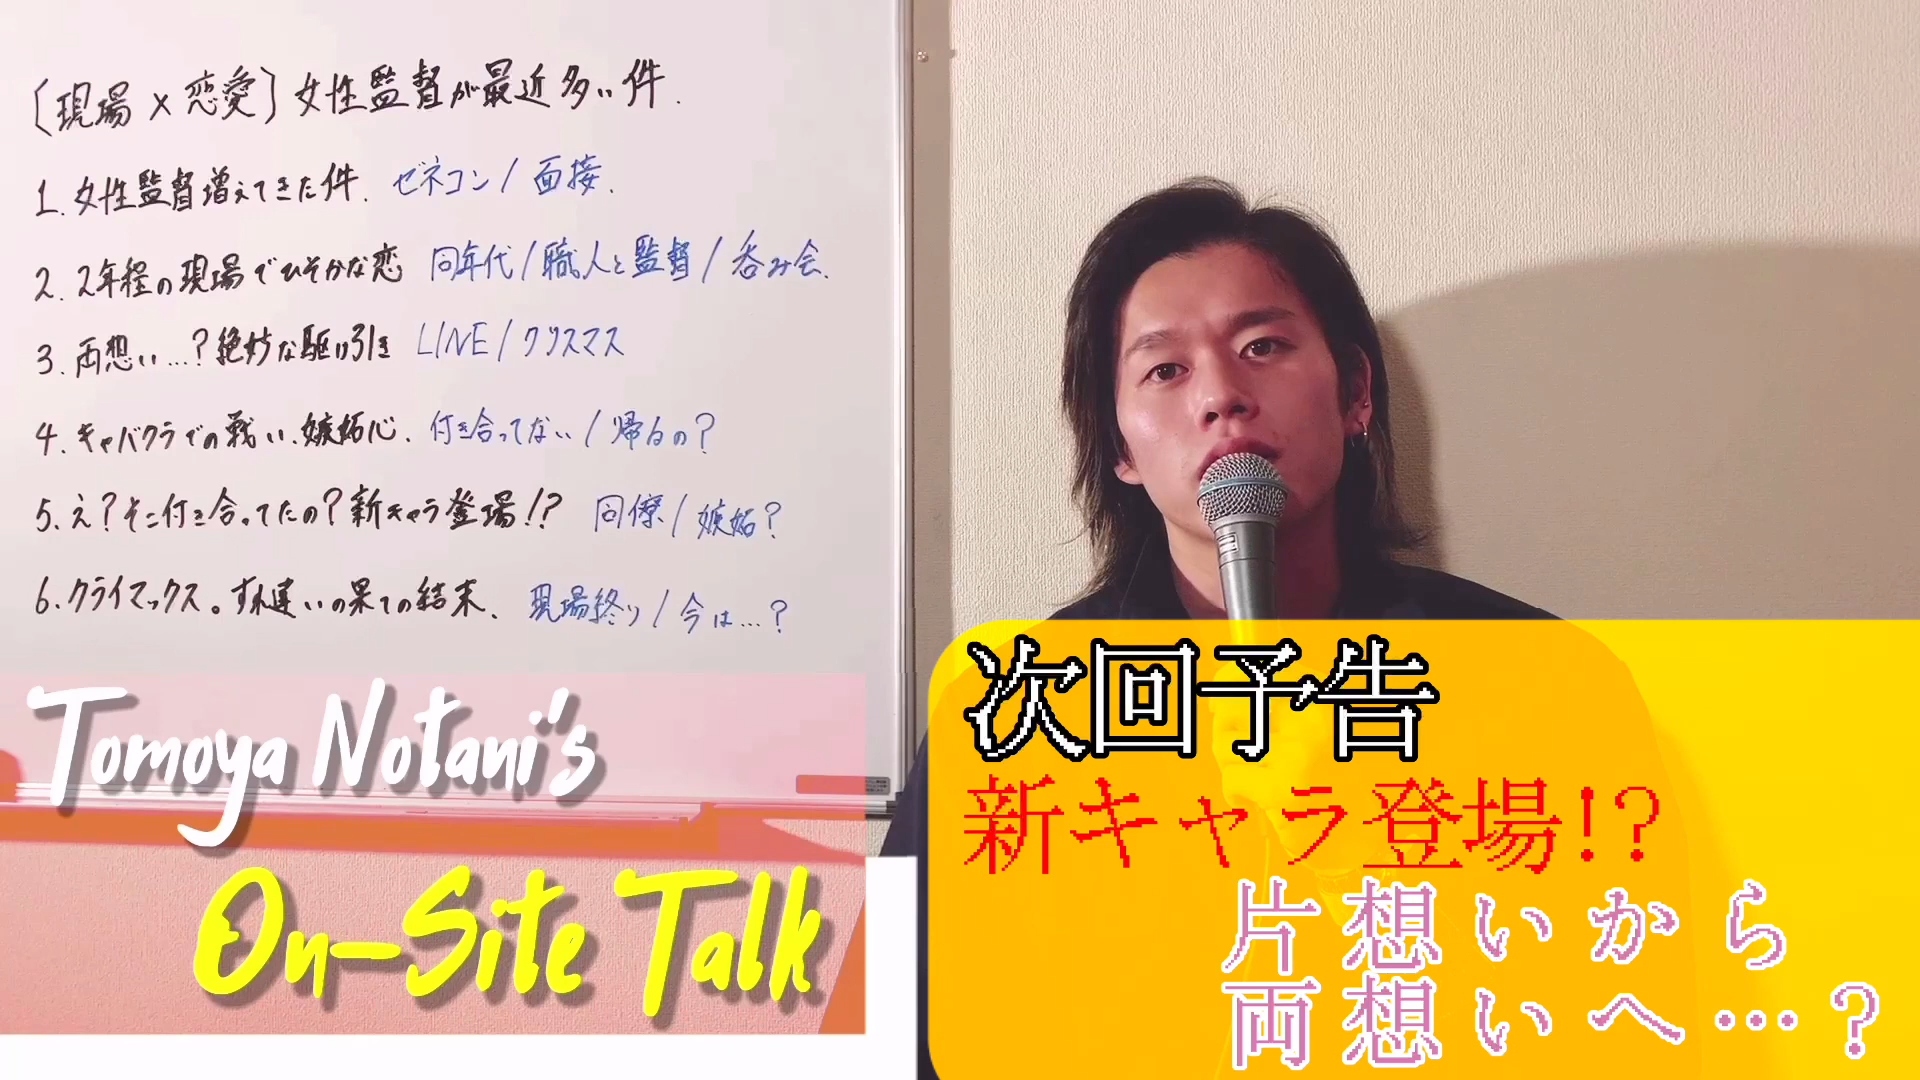 〔現場×恋愛〕女性監督が最近多い件.
1. 女性監督増えてきた件. ゼネコン/面接.
2. 2年程の現場でひそかな恋 同年代/職人と監督/呑み会.
3. 両想い…?絶妙な駆け引き LINE/クリスマス
4. キャバクラでの戦い.嫉妬心. 付き合ってない/帰るの?
5. え?そこ付き合ってたの?新キャラ登場!? 同僚/嫉妬?
6. クライマックス。すれ違いの果ての結末. 現場終り/今は…?
Tomoya Notani's
On-Site Talk
次回予告
新キャラ登場!?
片想いから
両想いへ…?